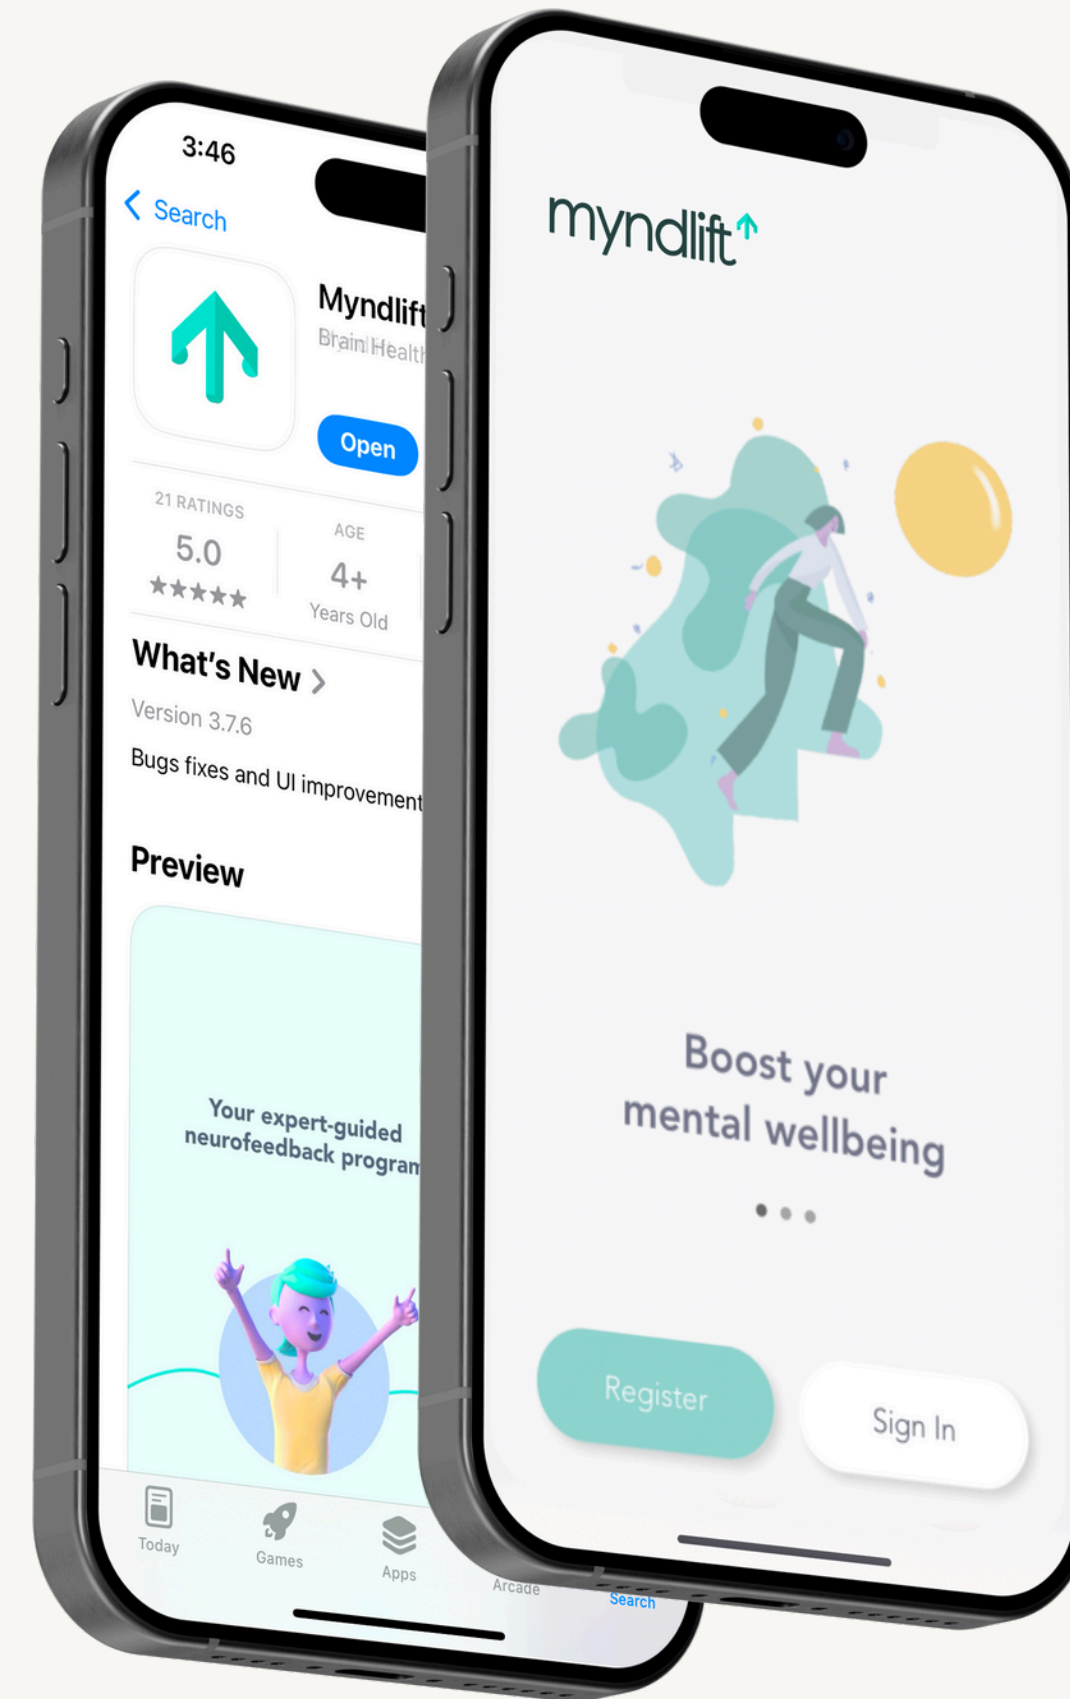 3:46
Search
Myndlift
Brain Health
Open
21 RATINGS
5.0
AGE
4+
Years Old
What's New
Version 3.7.6
Bugs fixes and UI improvement
Preview
Your expert-guided
neurofeedback program
Today
Games
Apps
Arcade
Search
myndlift
Boost your
mental wellbeing
Register
Sign In